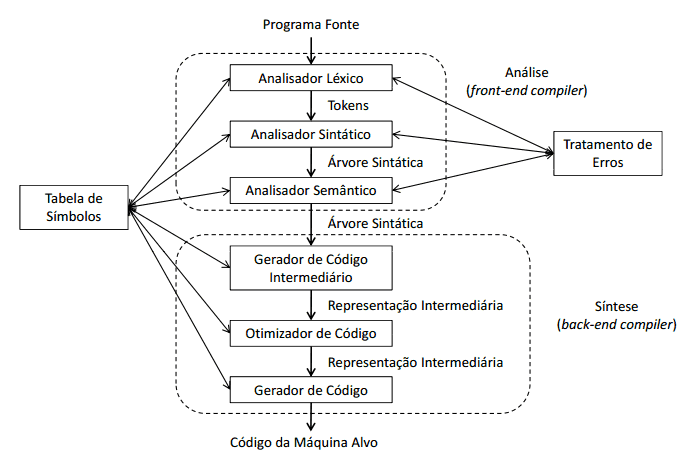 Programa Fonte
Analisador Léxico
Análise
(front-end compiler)
Tokens
Analisador Sintático
Tratamento de
Erros
Árvore Sintática
Analisador Semântico
Tabela de
Símbolos
Árvore Sintática
Gerador de Código
Intermediário
Representação Intermediária
Síntese
(back-end compiler)
Otimizador de Código
Representação Intermediária
Gerador de Código
Código da Máquina Alvo